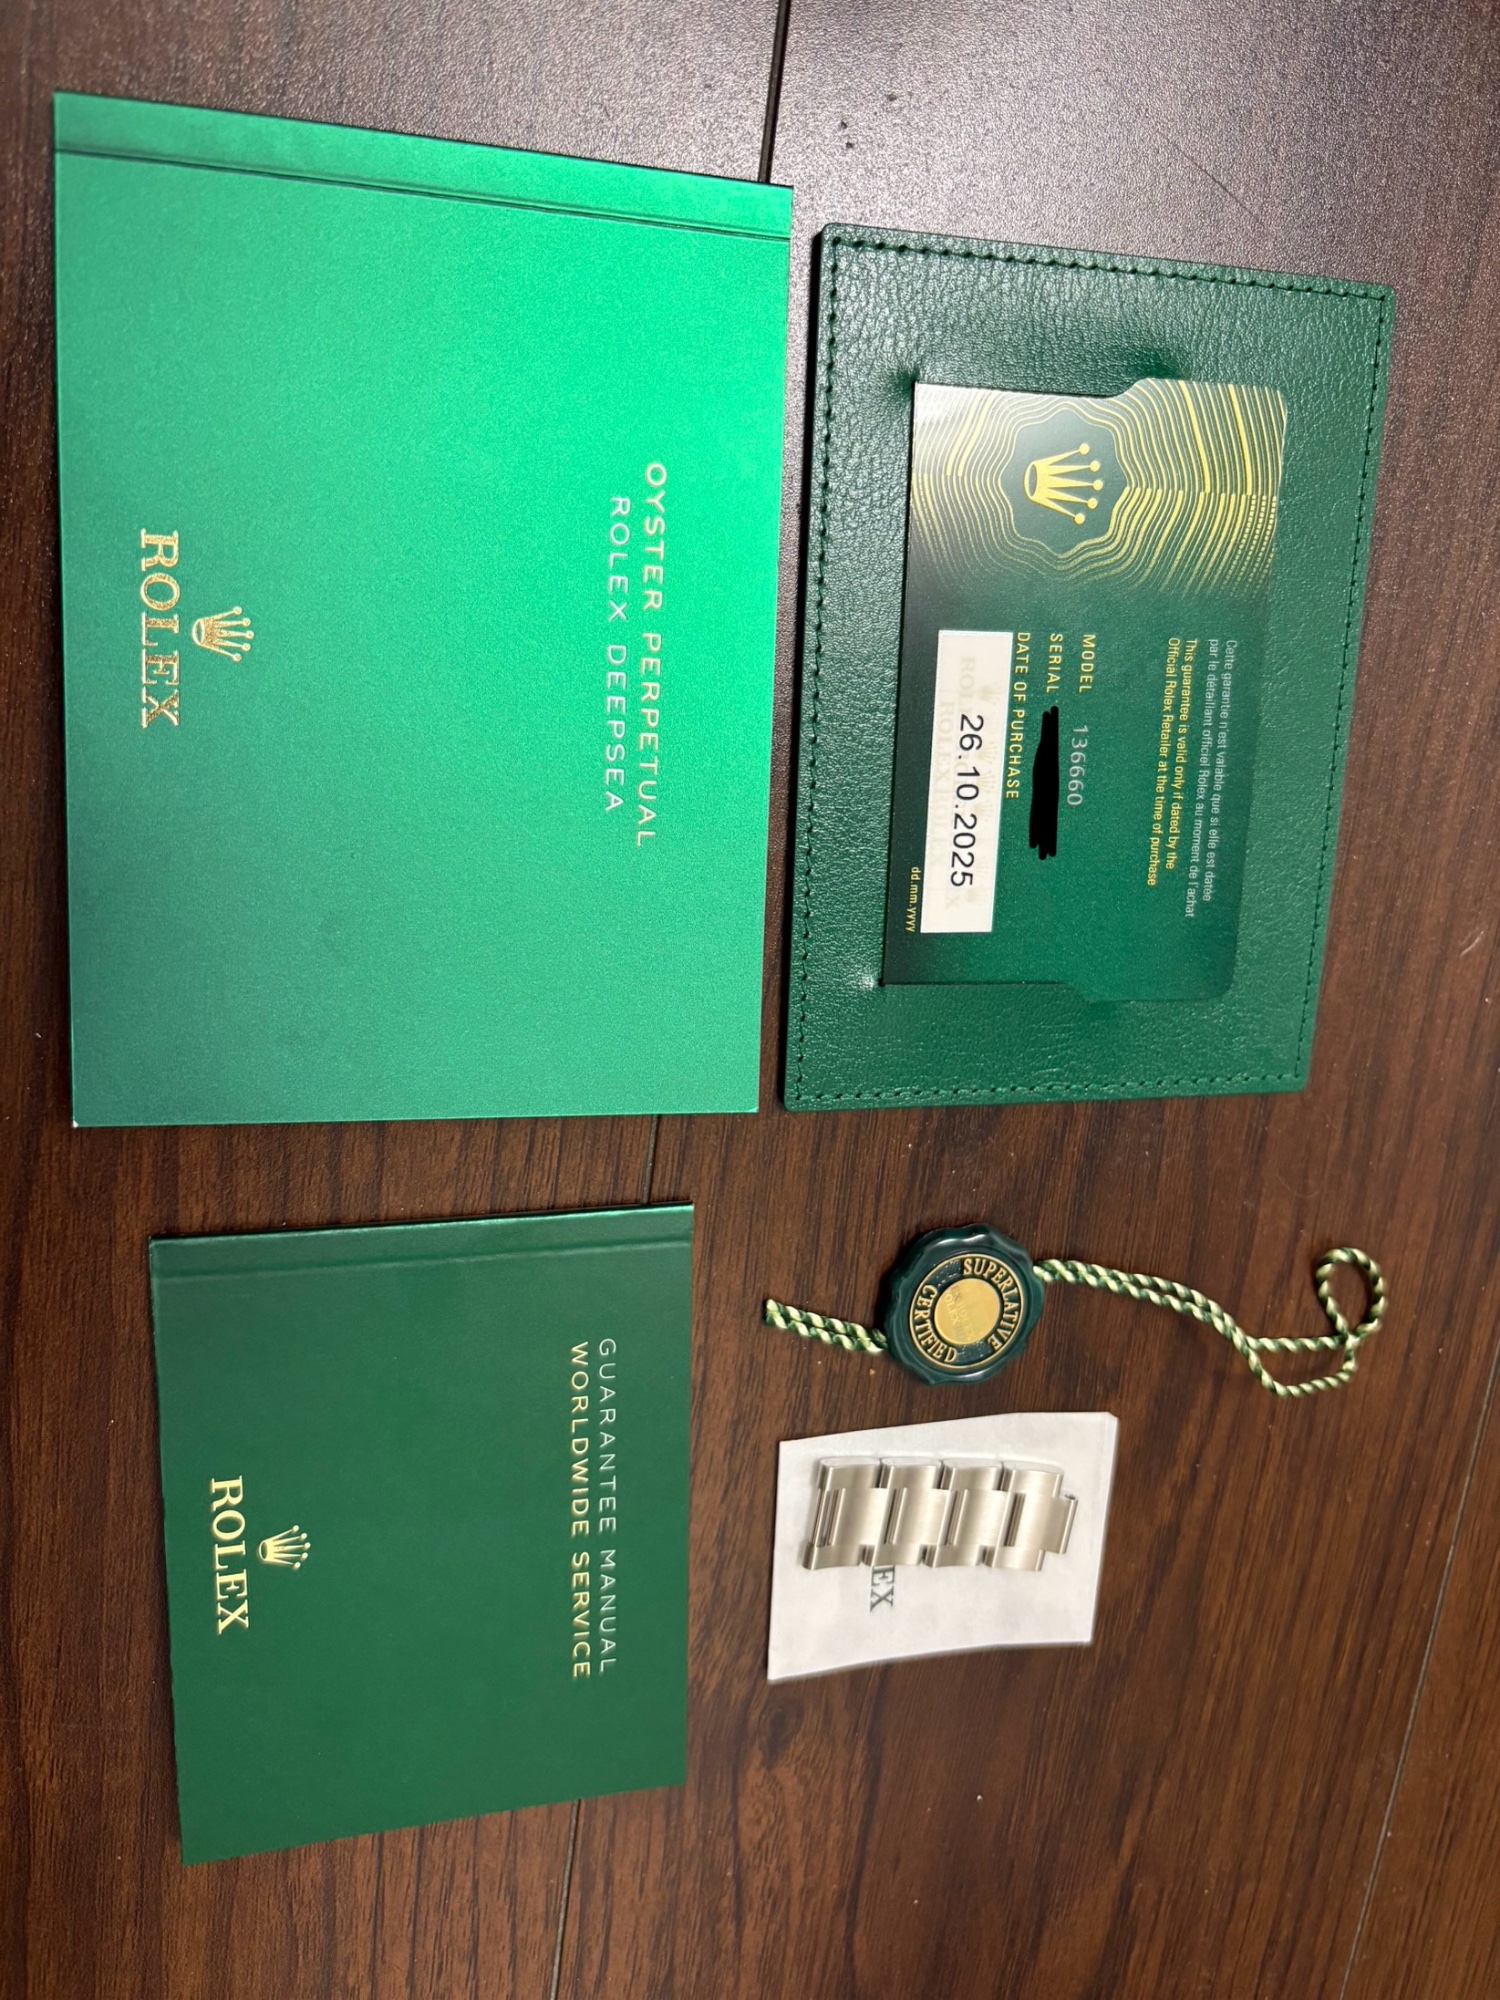 OYSTER PERPETUAL
ROLEX DEEPSEA
ROLEX
Cette garantie n'est valable que si elle est datée
par le détaillant officiel Rolex au moment de l'achat
This guarantee is valid only if dated by the
Official Rolex Retailer at the time of purchase
MODEL 136660
SERIAL
DATE OF PURCHASE
26.10.2025
dd.mm.yyyy
GUARANTEE MANUAL
WORLDWIDE SERVICE
ROLEX
SUPERLATIVE
CERTIFIED
EX